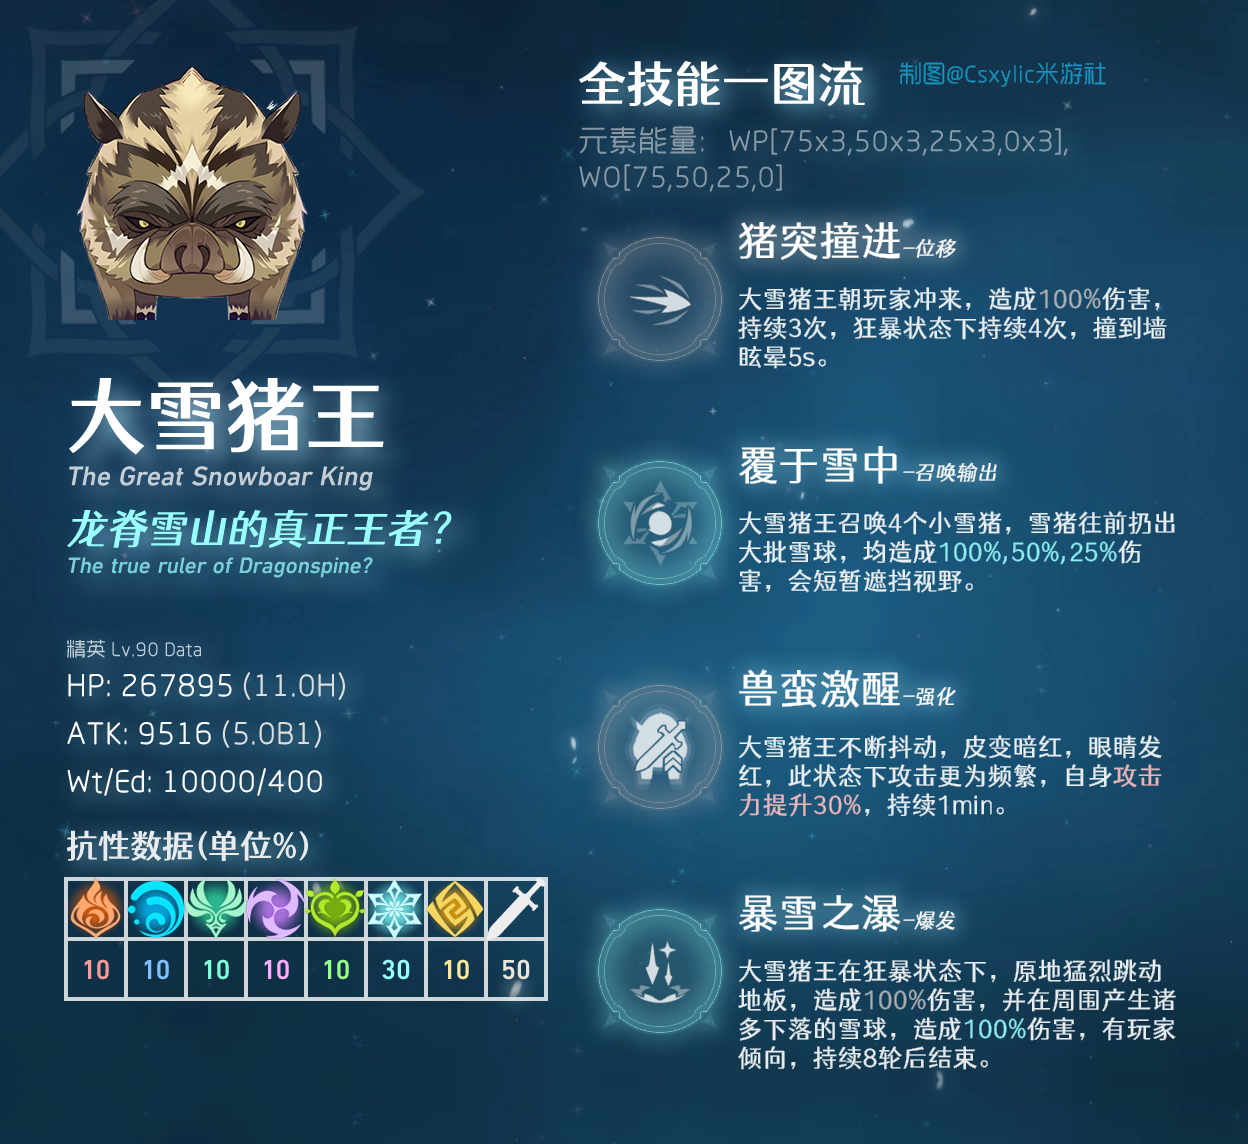 全技能一图流
制图@Csxylic米游社
元素能量：WP[75x3,50x3,25x3,0x3],
WO[75,50,25,0]
大雪猪王
The Great Snowboar King
龙脊雪山的真正王者?
The true ruler of Dragonspine?
精英 Lv.90 Data
HP: 267895 (11.0H)
ATK: 9516 (5.0B1)
Wt/Ed: 10000/400
抗性数据(单位%)
10 10 10 10 10 30 10 50
猪突撞进-位移
大雪猪王朝玩家冲来，造成100%伤害，
持续3次，狂暴状态下持续4次，撞到墙
眩晕5s。
覆于雪中-召唤输出
大雪猪王召唤4个小雪猪，雪猪往前扔出
大批雪球，均造成100%,50%,25%伤
害，会短暂遮挡视野。
兽蛮激醒-强化
大雪猪王不断抖动，皮变暗红，眼睛发
红，此状态下攻击更为频繁，自身攻击
力提升30%，持续1min。
暴雪之瀑-爆发
大雪猪王在狂暴状态下，原地猛烈跳动
地板，造成100%伤害，并在周围产生诸
多下落的雪球，造成100%伤害，有玩家
倾向，持续8轮后结束。